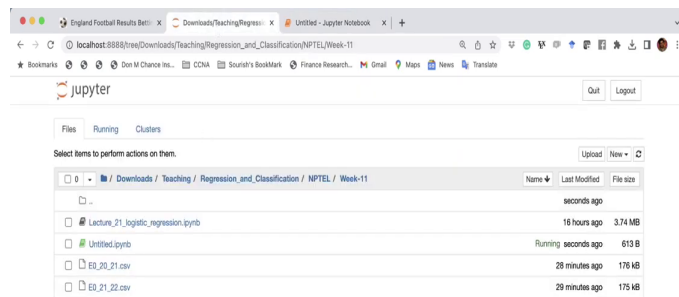 England Football Results Bettin X Downloads/Teaching/Regressic X Untitled - Jupyter Notebook X +
localhost:8888/tree/Downloads/Teaching/Regression_and_Classification/NPTEL/Week-11
Bookmarks Don M Chance Ins... CCNA Sourish's BookMark Finance Research... Gmail Maps News Translate
jupyter Quit Logout
Files Running Clusters
Select items to perform actions on them. Upload New
0 / Downloads / Teaching / Regression_and_Classification / NPTEL / Week-11 Name Last Modified File size
.. seconds ago
Lecture_21_logistic_regression.ipynb 16 hours ago 3.74 MB
Untitled.ipynb Running seconds ago 613 B
E0_20_21.csv 28 minutes ago 176 kB
E0_21_22.csv 29 minutes ago 175 kB